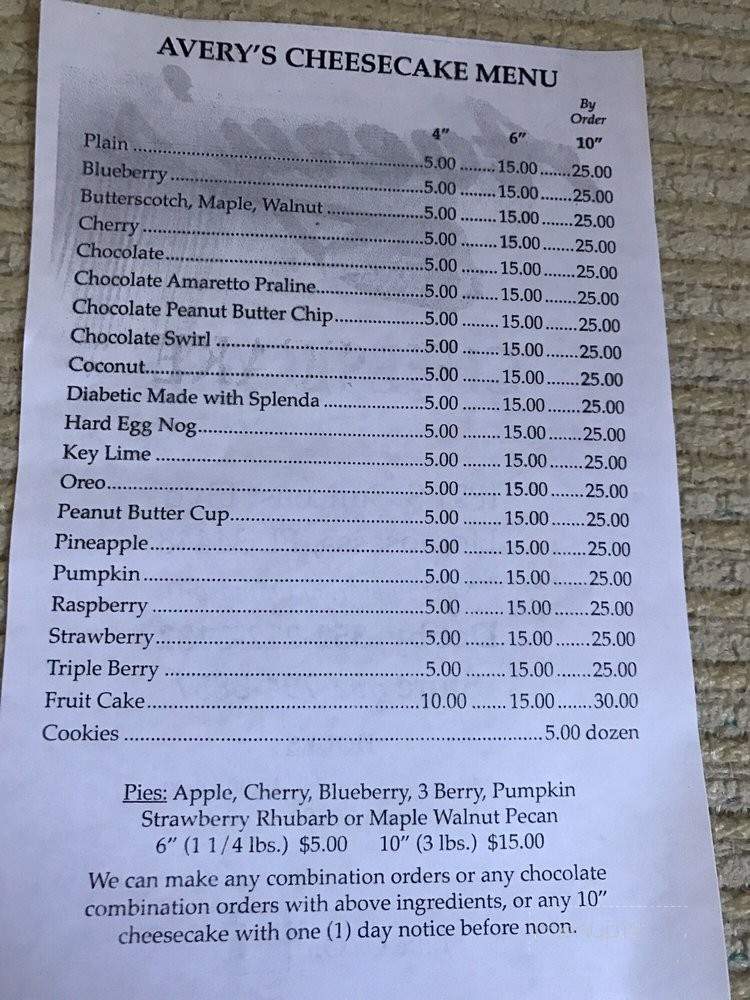 AVERY'S CHEESECAKE MENU
By
Order
4" 6" 10"
Plain ........5.00 ........ 15.00.......25.00
Blueberry ........5.00 ........ 15.00.......25.00
Butterscotch, Maple, Walnut ........5.00 ........ 15.00.......25.00
Cherry ........5.00 ........ 15.00.......25.00
Chocolate........5.00 ........ 15.00.......25.00
Chocolate Amaretto Praline........5.00 ........ 15.00.......25.00
Chocolate Peanut Butter Chip........5.00 ........ 15.00.......25.00
Chocolate Swirl ........5.00 ........ 15.00.......25.00
Coconut........5.00 ........ 15.00.......25.00
Diabetic Made with Splenda ........5.00 ........ 15.00.......25.00
Hard Egg Nog........5.00 ........ 15.00.......25.00
Key Lime ........5.00 ........ 15.00.......25.00
Oreo........5.00 ........ 15.00.......25.00
Peanut Butter Cup........5.00 ........ 15.00.......25.00
Pineapple........5.00 ........ 15.00.......25.00
Pumpkin ........5.00 ........ 15.00.......25.00
Raspberry ........5.00 ........ 15.00.......25.00
Strawberry........5.00 ........ 15.00.......25.00
Triple Berry ........5.00 ........ 15.00.......25.00
Fruit Cake........10.00 ....... 15.00.......30.00
Cookies ........5.00 dozen
Pies: Apple, Cherry, Blueberry, 3 Berry, Pumpkin
Strawberry Rhubarb or Maple Walnut Pecan
6" (1 1/4 lbs.) $5.00 10" (3 lbs.) $15.00
We can make any combination orders or any chocolate
combination orders with above ingredients, or any 10"
cheesecake with one (1) day notice before noon.